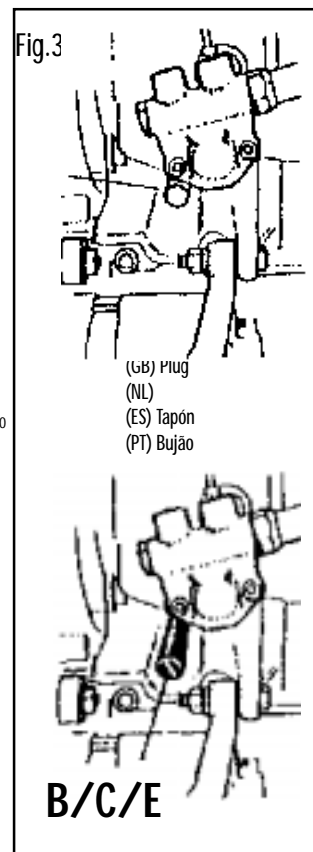 Fig.3
(GB) Plug
(NL)
(ES) Tapón
(PT) Bujão
B/C/E